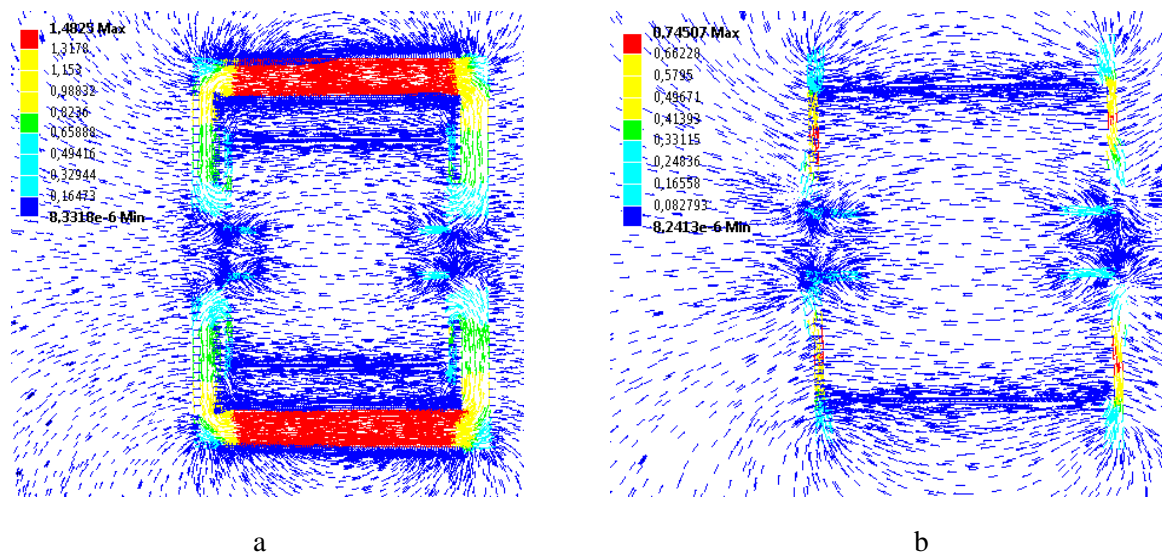 1,4825 Max
1,3178
1,153
0,98832
0,8236
0,65888
0,49416
0,32944
0,16473
8,3318e-6 Min
0,74507 Max
0,66228
0,5795
0,49671
0,41393
0,33115
0,24836
0,16558
0,082793
8,2413e-6 Min
a
b